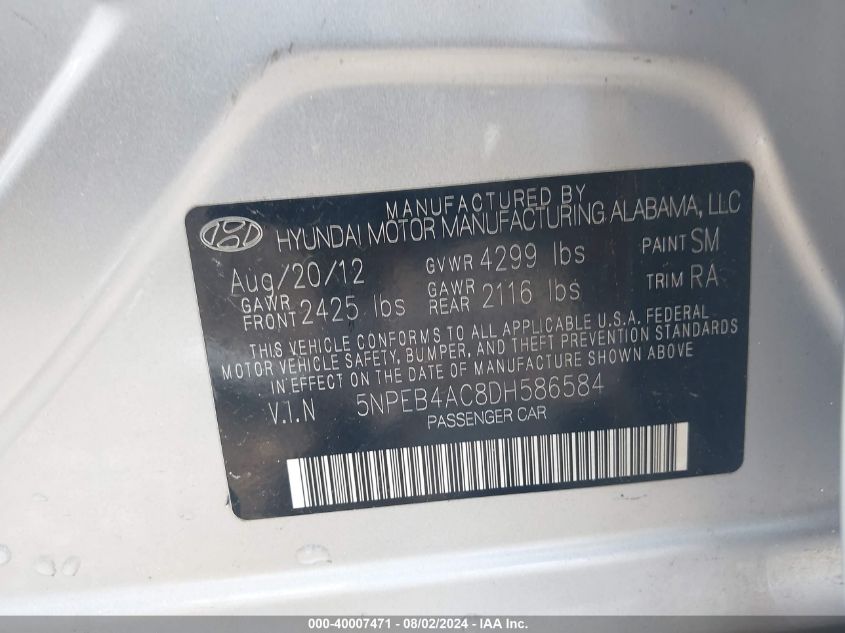 MANUFACTURED BY
HYUNDAI MOTOR MANUFACTURING ALABAMA, LLC
Aug/20/12 GVWR 4299 lbs PAINT SM
GAWR FRONT 2425 lbs GAWR REAR 2116 lbs TRIM RA
THIS VEHICLE CONFORMS TO ALL APPLICABLE U.S.A. FEDERAL
MOTOR VEHICLE SAFETY, BUMPER, AND THEFT PREVENTION STANDARDS
IN EFFECT ON THE DATE OF MANUFACTURE SHOWN ABOVE
V.I.N 5NPEB4AC8DH586584
PASSENGER CAR
000-40007471 - 08/02/2024 - IAA Inc.